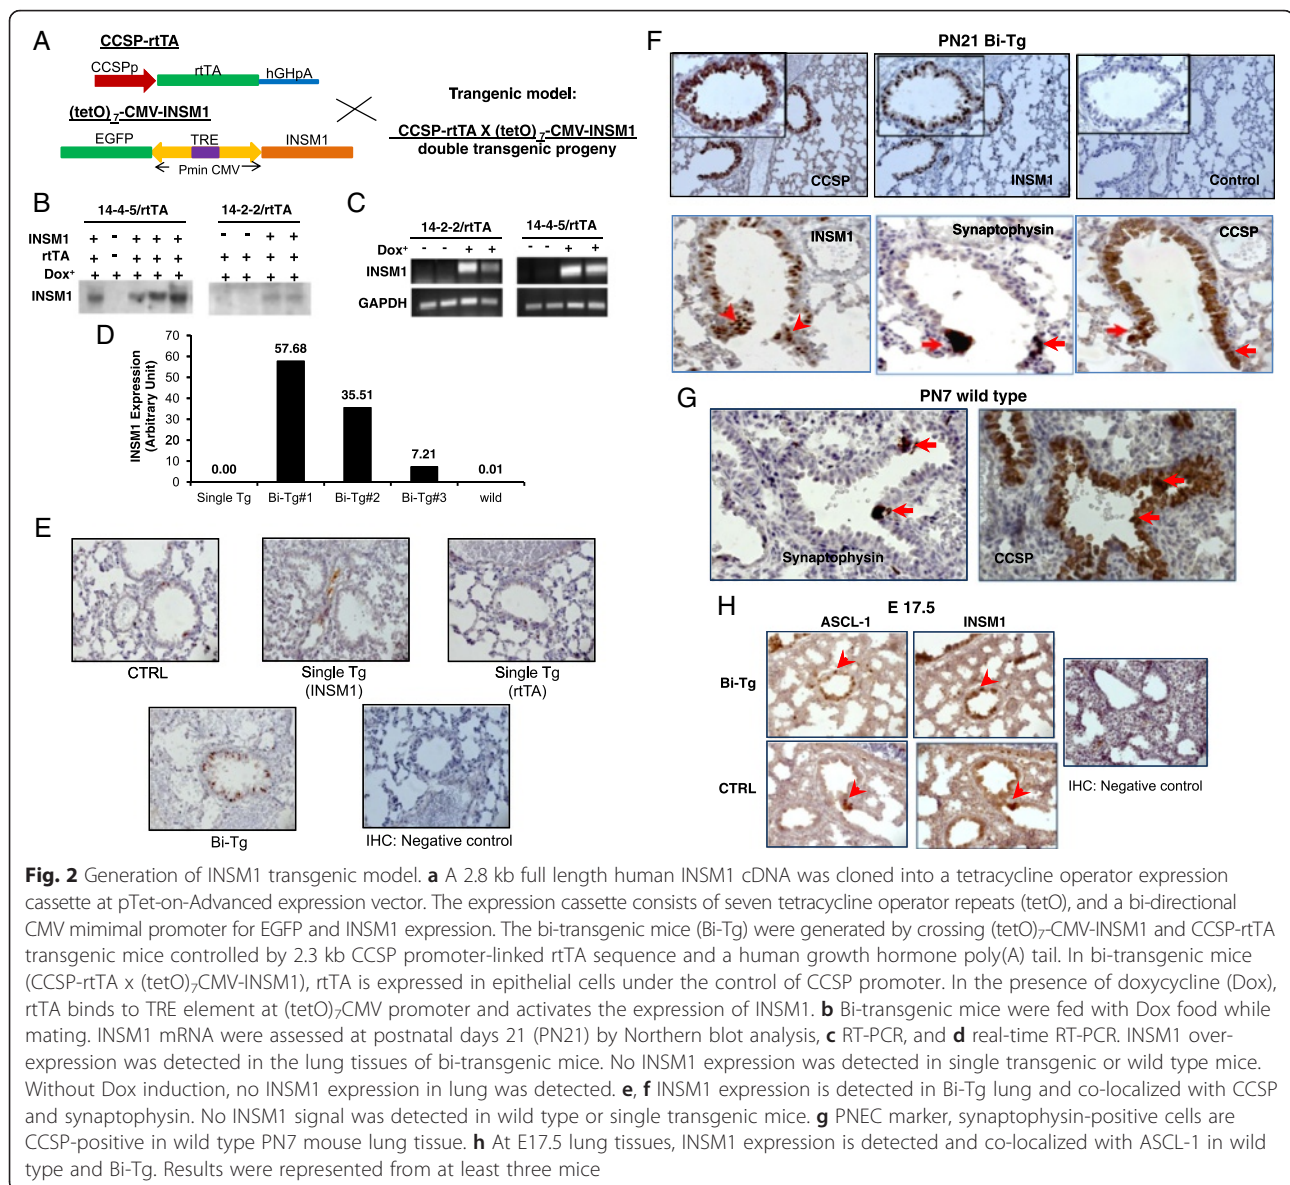 A
CCSP-rtTA
CCSPp
rtTA
hGHpA
(tetO)7-CMV-INSM1
EGFP
TRE
INSM1
Pmin CMV
Trangenic model:
CCSP-rtTA X (tetO)7-CMV-INSM1
double transgenic progeny
B
14-4-5/rtTA
14-2-2/rtTA
INSM1 + - + + + - - + +
rtTA + - + + + + + + +
Dox+ + + + + + + + + +
INSM1
C
14-2-2/rtTA
14-4-5/rtTA
Dox+ - - + + - - + +
INSM1
GAPDH
D
INSM1 Expression
(Arbitrary Unit)
70
60
50
40
30
20
10
0
0.00
57.68
35.51
7.21
0.01
Single Tg
Bi-Tg#1
Bi-Tg#2
Bi-Tg#3
wild
E
CTRL
Single Tg
(INSM1)
Single Tg
(rtTA)
Bi-Tg
IHC: Negative control
F
PN21 Bi-Tg
CCSP
INSM1
Control
INSM1
Synaptophysin
CCSP
G
PN7 wild type
Synaptophysin
CCSP
H
E 17.5
ASCL-1
INSM1
Bi-Tg
CTRL
IHC: Negative control
Fig. 2 Generation of INSM1 transgenic model. a A 2.8 kb full length human INSM1 cDNA was cloned into a tetracycline operator expression
cassette at pTet-on-Advanced expression vector. The expression cassette consists of seven tetracycline operator repeats (tetO), and a bi-directional
CMV mimimal promoter for EGFP and INSM1 expression. The bi-transgenic mice (Bi-Tg) were generated by crossing (tetO)7-CMV-INSM1 and CCSP-rtTA
transgenic mice controlled by 2.3 kb CCSP promoter-linked rtTA sequence and a human growth hormone poly(A) tail. In bi-transgenic mice
(CCSP-rtTA x (tetO)7CMV-INSM1), rtTA is expressed in epithelial cells under the control of CCSP promoter. In the presence of doxycycline (Dox),
rtTA binds to TRE element at (tetO)7CMV promoter and activates the expression of INSM1. b Bi-transgenic mice were fed with Dox food while
mating. INSM1 mRNA were assessed at postnatal days 21 (PN21) by Northern blot analysis, c RT-PCR, and d real-time RT-PCR. INSM1 over-
expression was detected in the lung tissues of bi-transgenic mice. No INSM1 expression was detected in single transgenic or wild type mice.
Without Dox induction, no INSM1 expression in lung was detected. e, f INSM1 expression is detected in Bi-Tg lung and co-localized with CCSP
and synaptophysin. No INSM1 signal was detected in wild type or single transgenic mice. g PNEC marker, synaptophysin-positive cells are
CCSP-positive in wild type PN7 mouse lung tissue. h At E17.5 lung tissues, INSM1 expression is detected and co-localized with ASCL-1 in wild
type and Bi-Tg. Results were represented from at least three mice